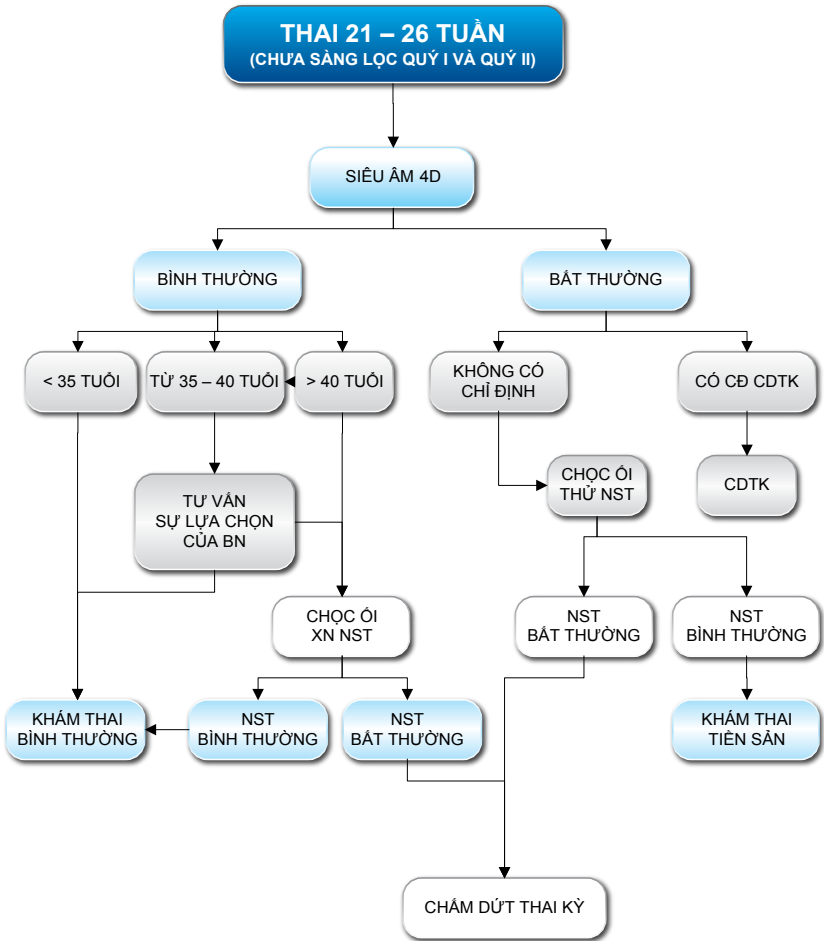 THAI 21 – 26 TUẦN
(CHƯA SÀNG LỌC QUÝ I VÀ QUÝ II)
SIÊU ÂM 4D
BÌNH THƯỜNG
BẤT THƯỜNG
< 35 TUỔI
TỪ 35 – 40 TUỔI
> 40 TUỔI
KHÔNG CÓ
CHỈ ĐỊNH
CÓ CĐ CDTK
TƯ VẤN
SỰ LỰA CHỌN
CỦA BN
CHỌC ỐI
THỬ NST
CDTK
CHỌC ỐI
XN NST
NST
BẤT THƯỜNG
NST
BÌNH THƯỜNG
KHÁM THAI
BÌNH THƯỜNG
NST
BÌNH THƯỜNG
NST
BẤT THƯỜNG
KHÁM THAI
TIỀN SẢN
CHẤM DỨT THAI KỲ